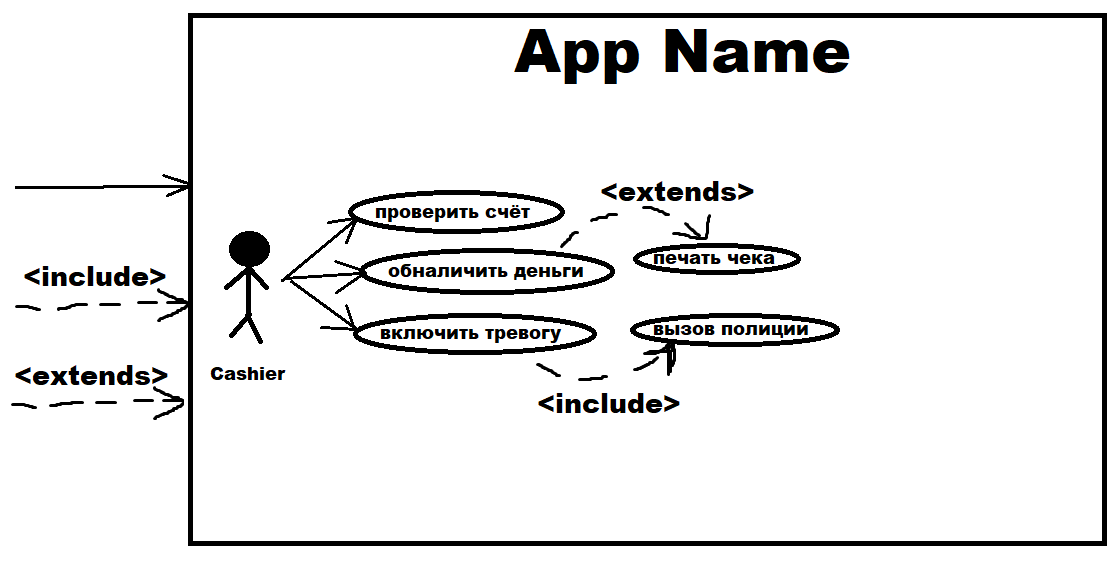 App Name
<extends>
проверить счёт
печать чека
обналичить деньги
<include>
вызов полиции
включить тревогу
<extends>
Cashier
<include>